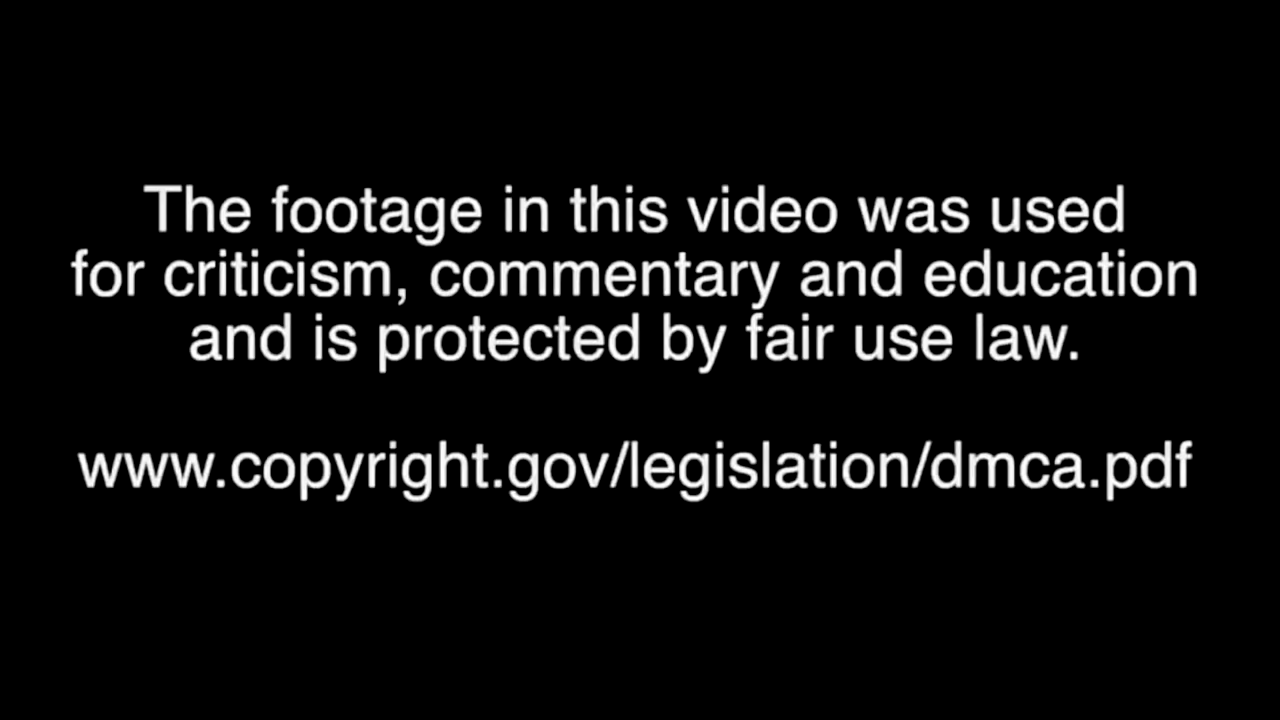 The footage in this video was used
for criticism, commentary and education
and is protected by fair use law.
www.copyright.gov/legislation/dmca.pdf